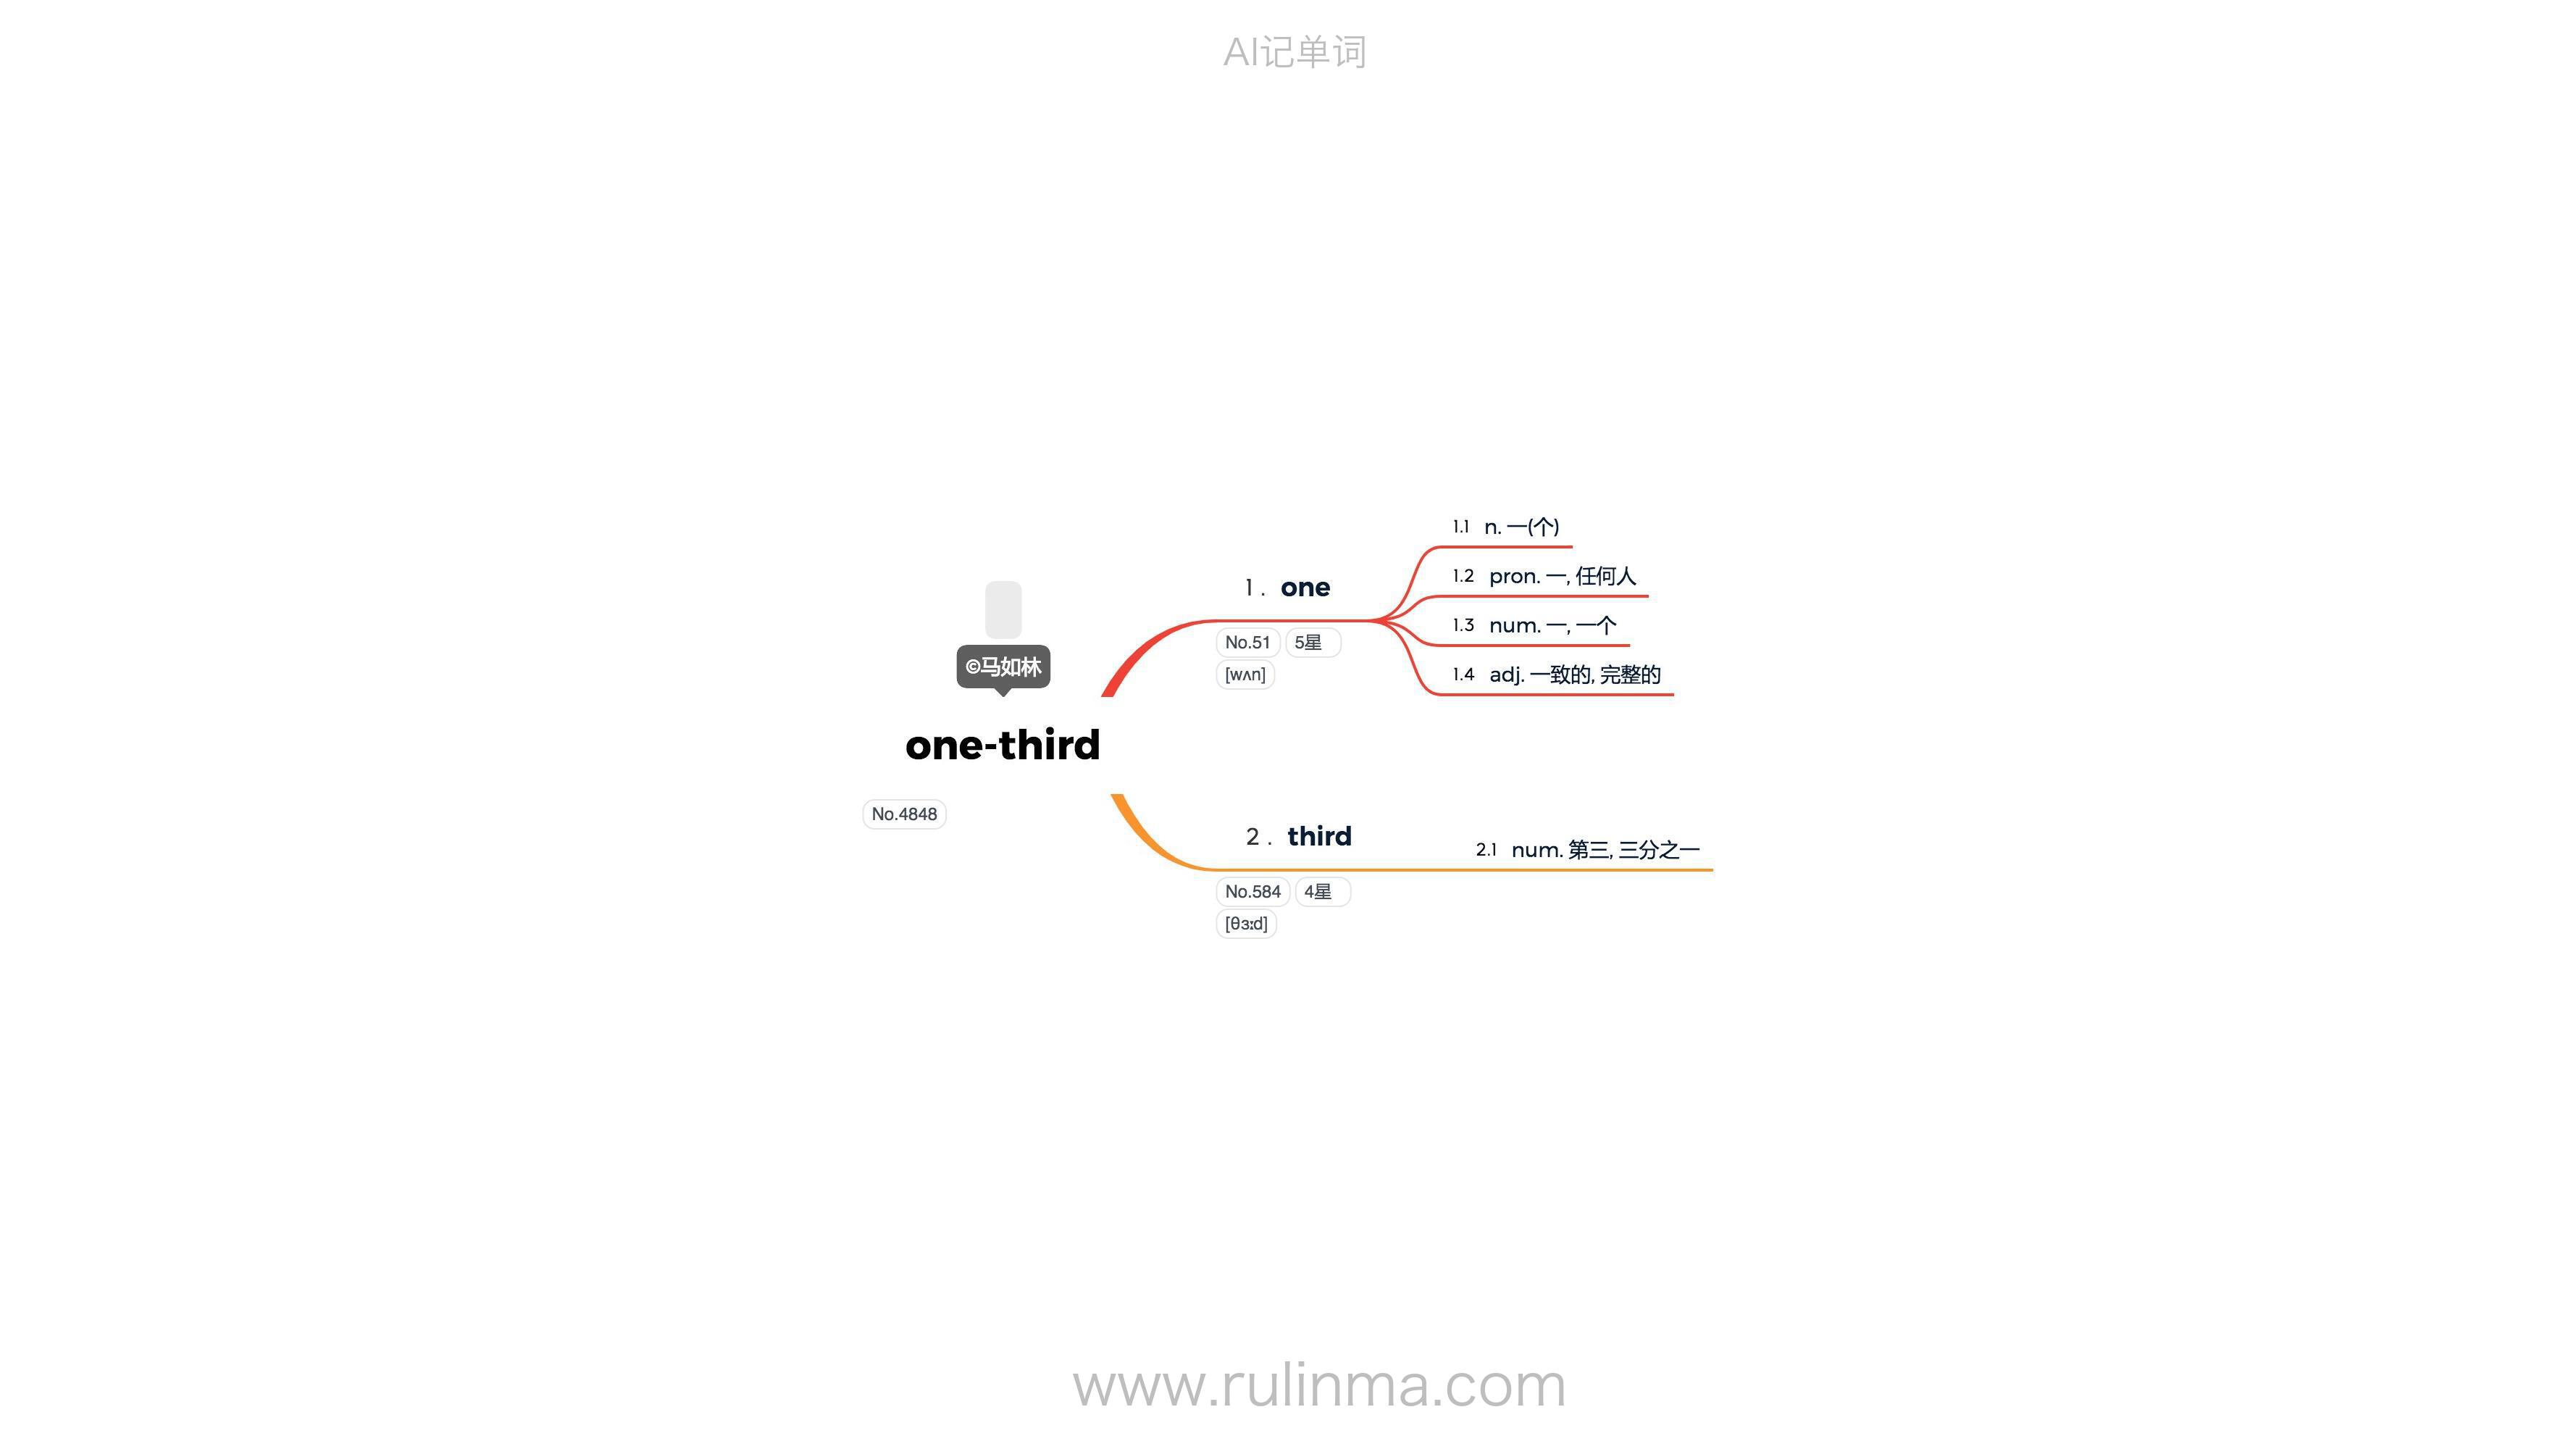 AI记单词
©马如林
one-third
No.4848
1 . one
No.51 5星
[wʌn]
1.1 n. 一(个)
1.2 pron. 一, 任何人
1.3 num. 一, 一个
1.4 adj. 一致的, 完整的
2 . third
No.584 4星
[θɜːd]
2.1 num. 第三, 三分之一
www.rulinma.com